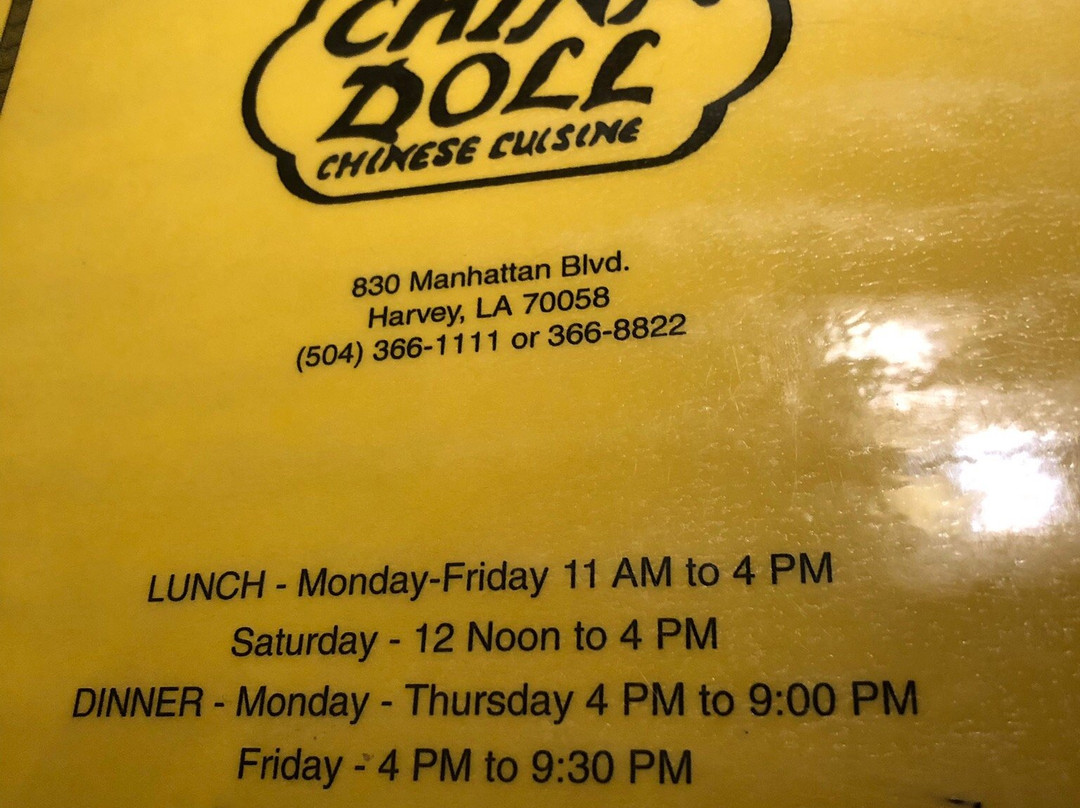 CHINA
DOLL
CHINESE CUISINE
830 Manhattan Blvd.
Harvey, LA 70058
(504) 366-1111 or 366-8822
LUNCH - Monday-Friday 11 AM to 4 PM
Saturday - 12 Noon to 4 PM
DINNER - Monday - Thursday 4 PM to 9:00 PM
Friday - 4 PM to 9:30 PM